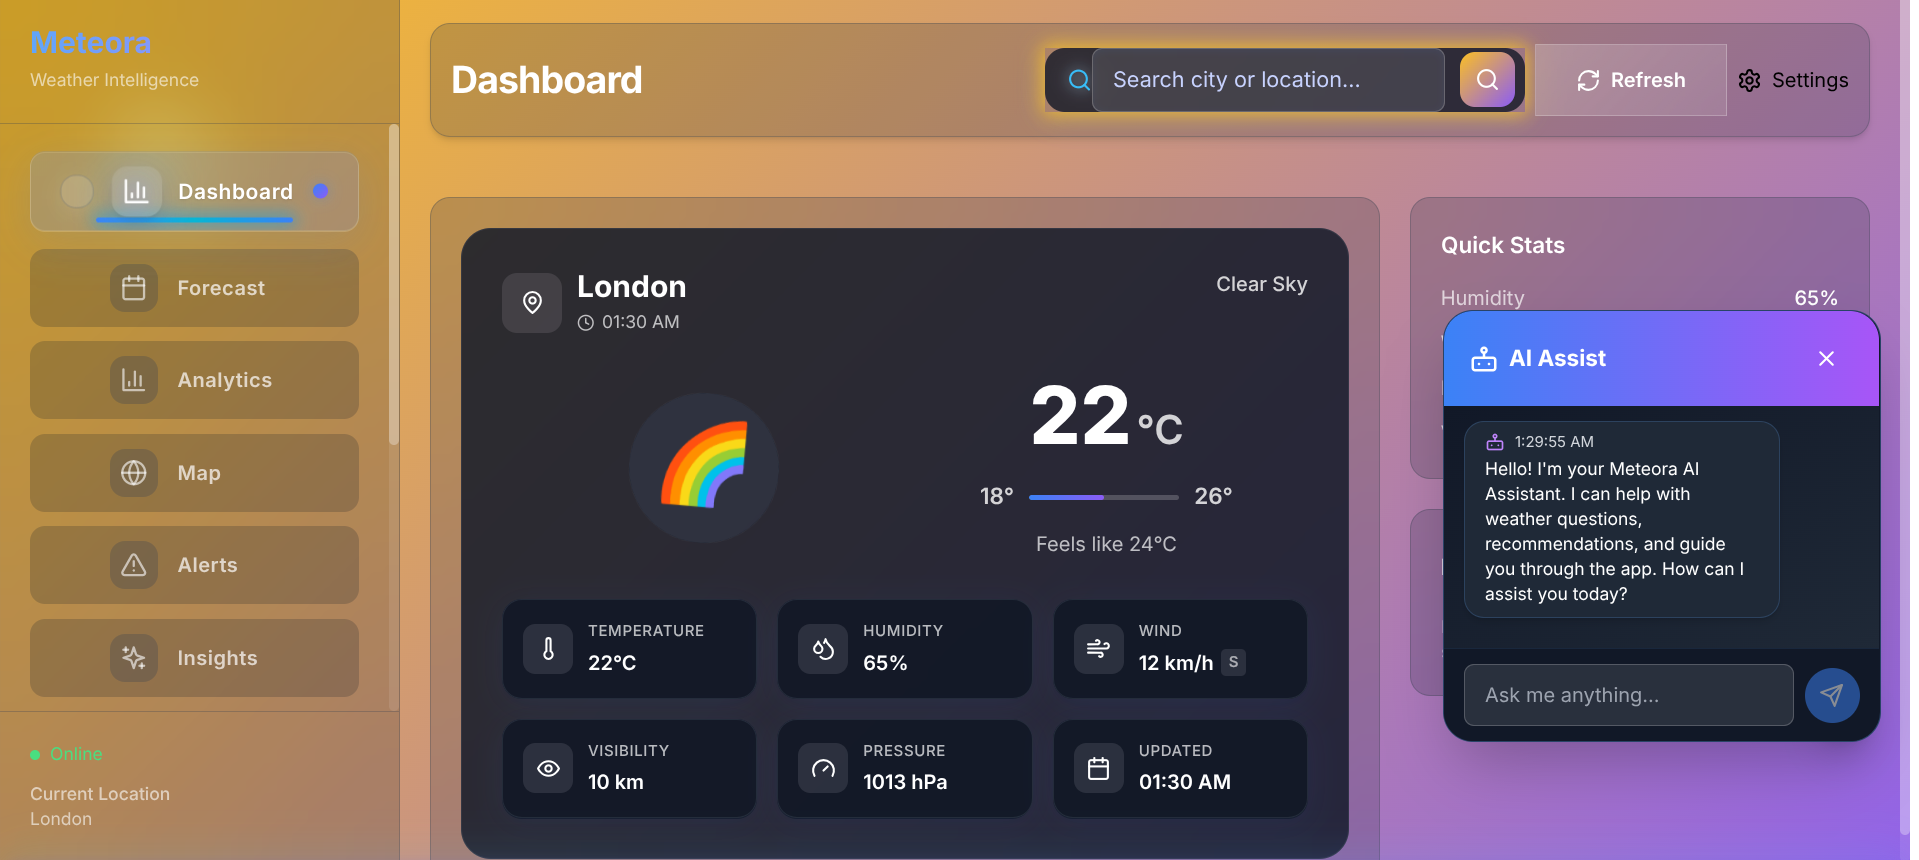 Meteora
Weather Intelligence
Dashboard
Forecast
Analytics
Map
Alerts
Insights
Online
Current Location
London
Dashboard
Search city or location...
Refresh
Settings
London
01:30 AM
Clear Sky
22 °C
18° 26°
Feels like 24°C
TEMPERATURE
22°C
HUMIDITY
65%
WIND
12 km/h S
VISIBILITY
10 km
PRESSURE
1013 hPa
UPDATED
01:30 AM
Quick Stats
Humidity 65%
AI Assist
1:29:55 AM
Hello! I'm your Meteora AI
Assistant. I can help with
weather questions,
recommendations, and guide
you through the app. How can I
assist you today?
Ask me anything...